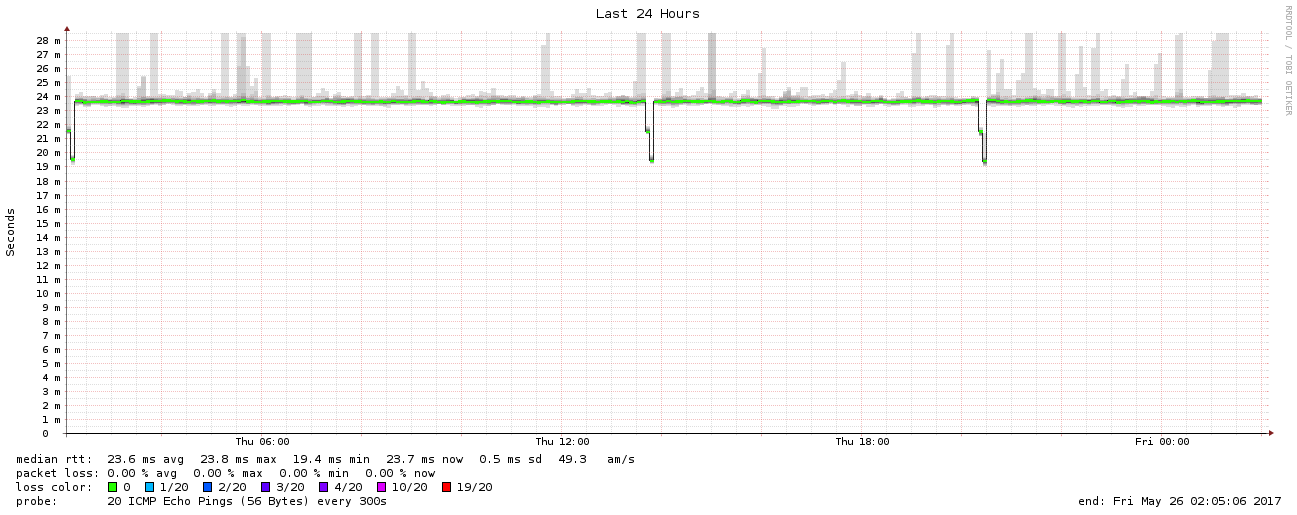 Last 24 Hours
RRDTOOL / TOBI OETIKER
Seconds
28 m
27 m
26 m
25 m
24 m
23 m
22 m
21 m
20 m
19 m
18 m
17 m
16 m
15 m
14 m
13 m
12 m
11 m
10 m
9 m
8 m
7 m
6 m
5 m
4 m
3 m
2 m
1 m
0
Thu 06:00 Thu 12:00 Thu 18:00 Fri 00:00
median rtt: 23.6 ms avg 23.8 ms max 19.4 ms min 23.7 ms now 0.5 ms sd 49.3 am/s
packet loss: 0.00 % avg 0.00 % max 0.00 % min 0.00 % now
loss color: 0 1/20 2/20 3/20 4/20 10/20 19/20
probe: 20 ICMP Echo Pings (56 Bytes) every 300s end: Fri May 26 02:05:06 2017